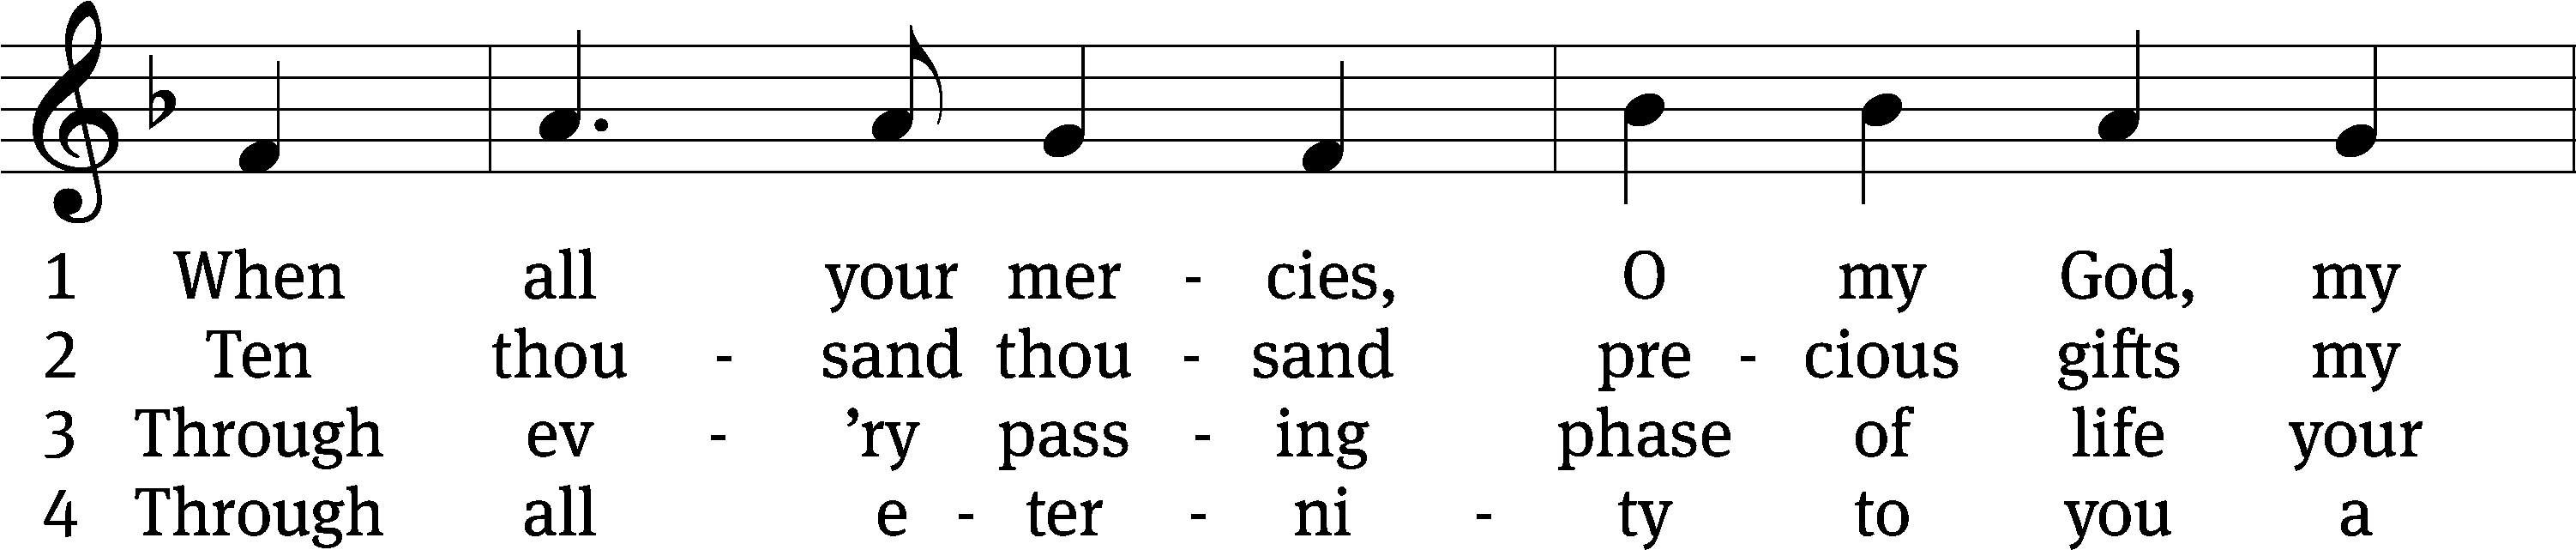 1 When all your mer - cies, O my God, my
2 Ten thou - sand thou - sand pre - cious gifts my
3 Through ev - ’ry pass - ing phase of life your
4 Through all e - ter - ni - ty to you a